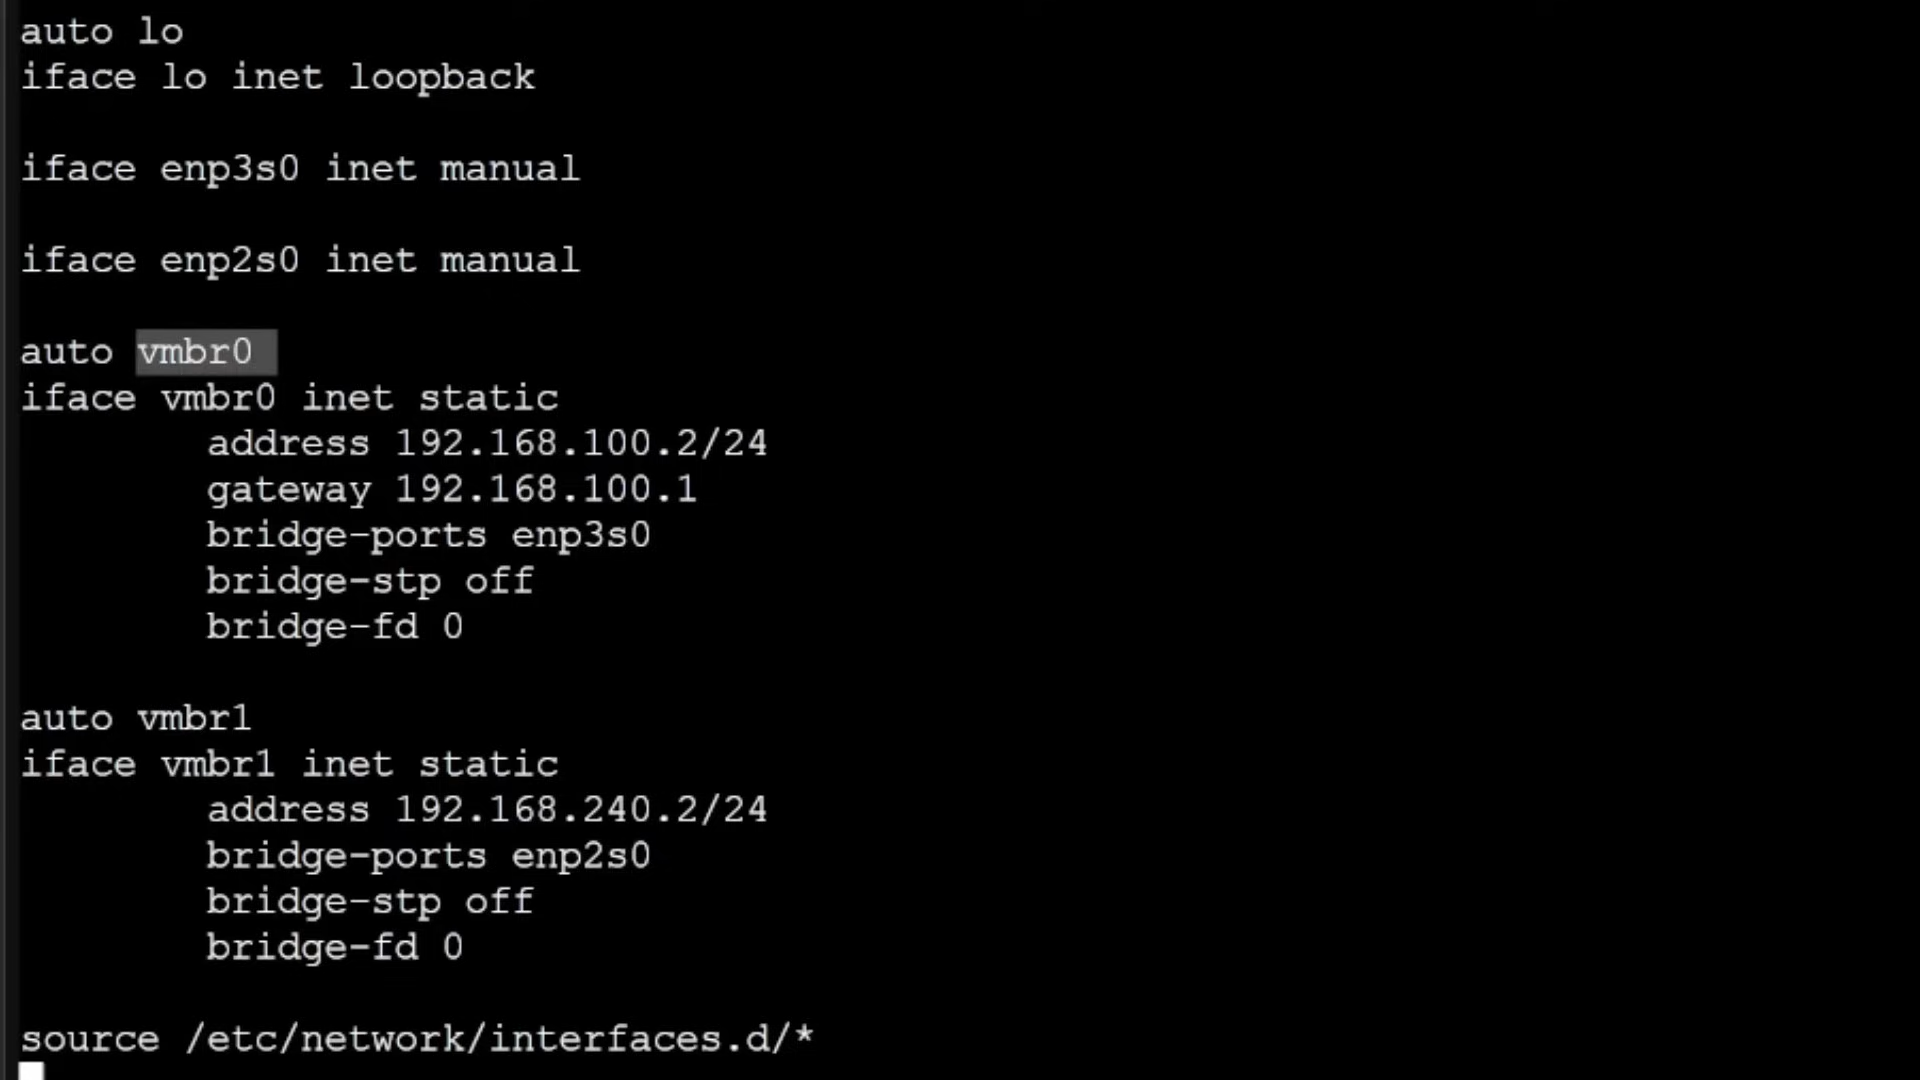 auto lo
iface lo inet loopback
iface enp3s0 inet manual
iface enp2s0 inet manual
auto vmbr0
iface vmbr0 inet static
address 192.168.100.2/24
gateway 192.168.100.1
bridge-ports enp3s0
bridge-stp off
bridge-fd 0
auto vmbr1
iface vmbr1 inet static
address 192.168.240.2/24
bridge-ports enp2s0
bridge-stp off
bridge-fd 0
source /etc/network/interfaces.d/*